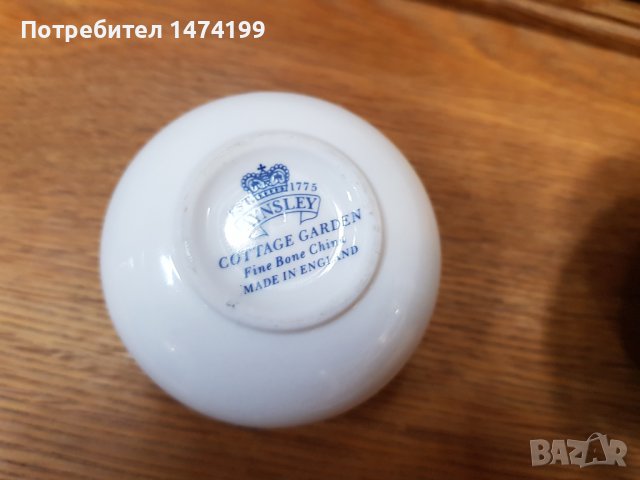 Потребител 1474199
1775
COTTAGE GARDEN
Fine Bone China
MADE IN ENGLAND
BAZAR